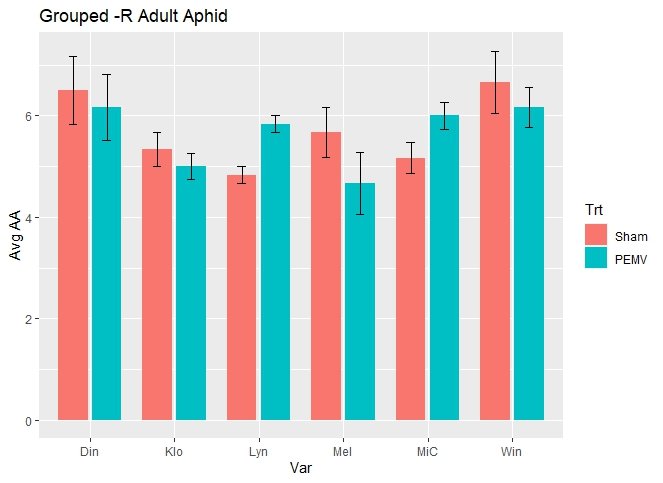 Grouped -R Adult Aphid
Avg AA
6
4
2
0
Din Klo Lyn Mel MiC Win
Var
Trt
Sham
PEMV